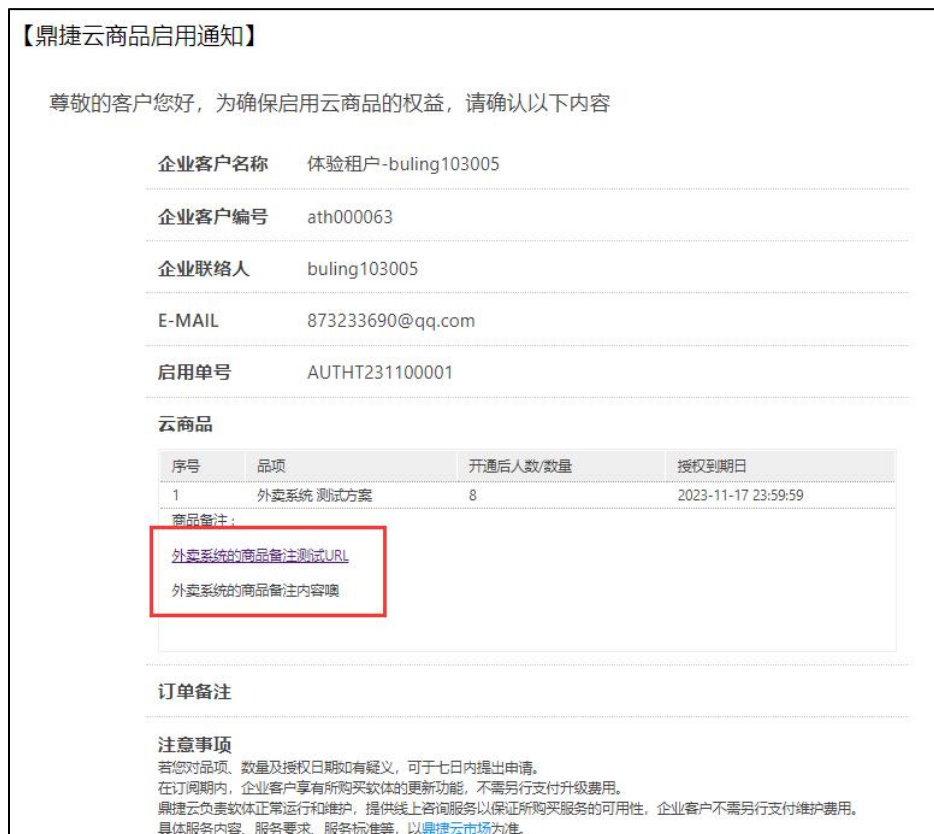 【鼎捷云商品启用通知】
尊敬的客户您好，为确保启用云商品的权益，请确认以下内容
企业客户名称 体验租户-buling103005
企业客户编号 ath000063
企业联络人 buling103005
E-MAIL 873233690@qq.com
启用单号 AUTHT231100001
云商品
序号 品项 开通后人数/数量 授权到期日
1 外卖系统 测试方案 8 2023-11-17 23:59:59
商品备注：
外卖系统的商品备注测试URL
外卖系统的商品备注内容噢
订单备注
注意事项
若您对品项、数量及授权日期如有疑义，可于七日内提出申请。
在订阅期内，企业客户享有所购买软体的更新功能，不需另行支付升级费用。
鼎捷云负责软体正常运行和维护，提供线上咨询服务以保证所购买服务的可用性，企业客户不需另行支付维护费用。
具体服务内容、服务要求、服务标准等，以鼎捷云市场为准。